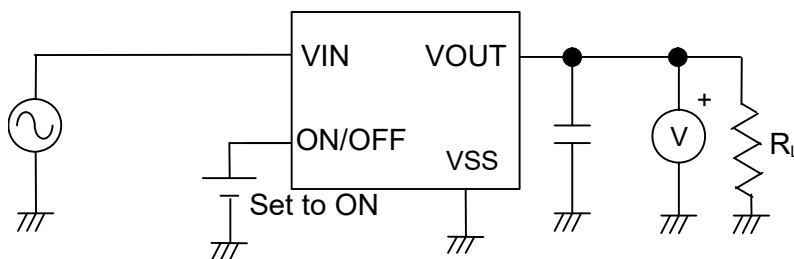 VIN
VOUT
+
V
ON/OFF
VSS
RL
Set to ON